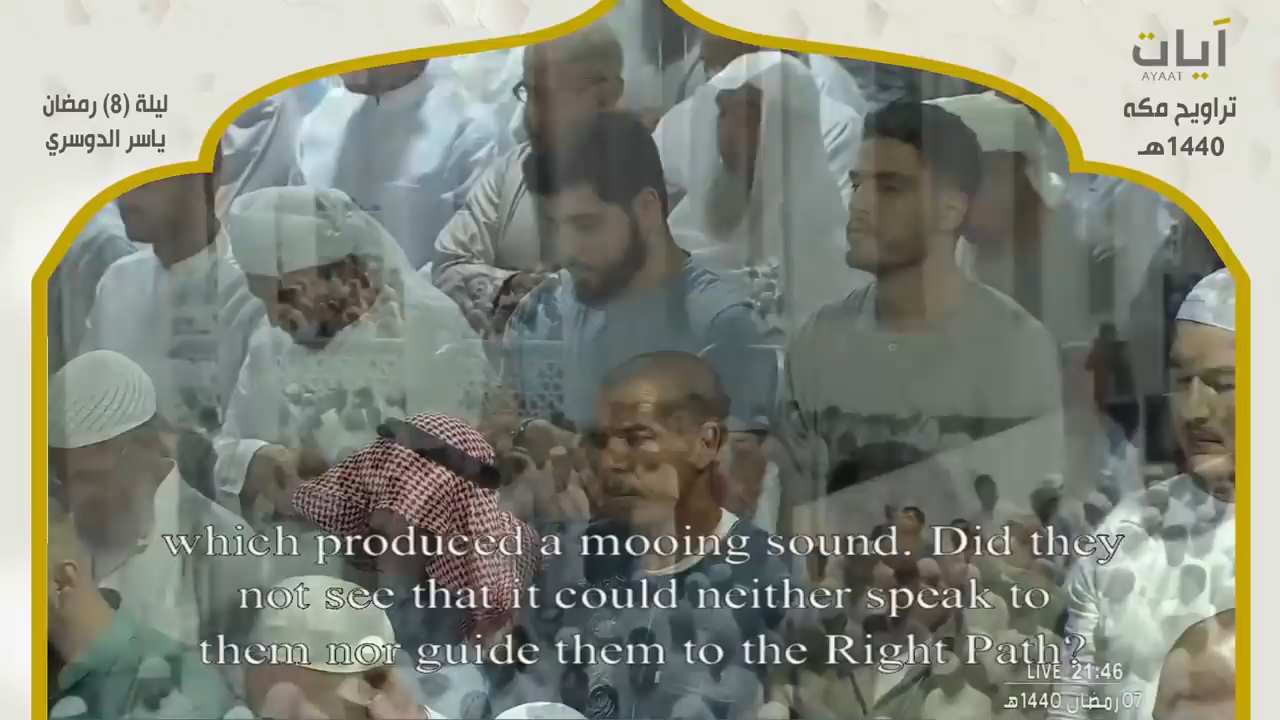 آيات
AYAAT
تراويح مكه
1440هـ
ليلة (8) رمضان
ياسر الدوسري
which produced a mooing sound. Did they
not see that it could neither speak to
them nor guide them to the Right Path?
LIVE 21:46
07 رمضان 1440هـ